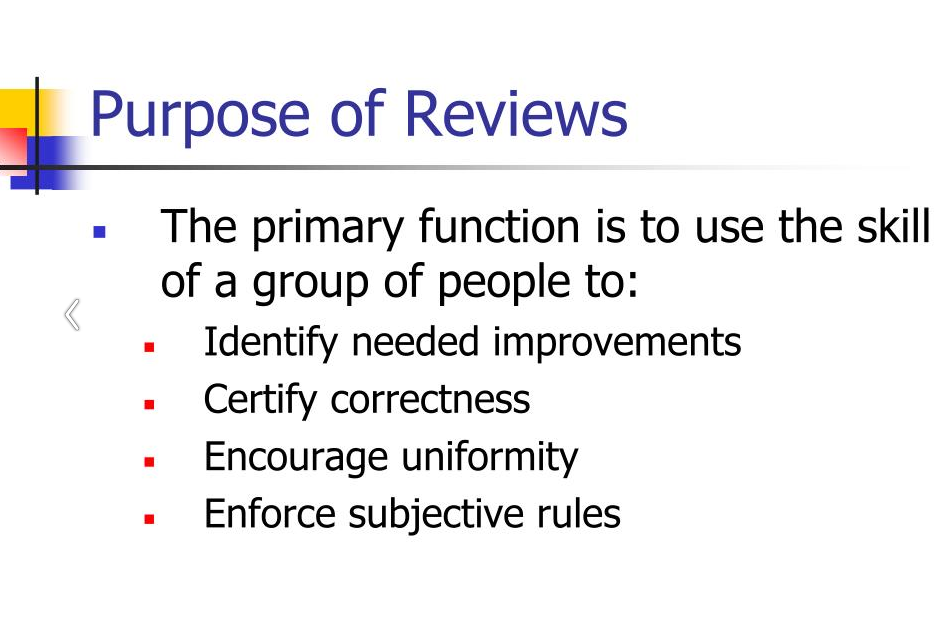 Purpose of Reviews
The primary function is to use the skill
of a group of people to:
Identify needed improvements
Certify correctness
Encourage uniformity
Enforce subjective rules